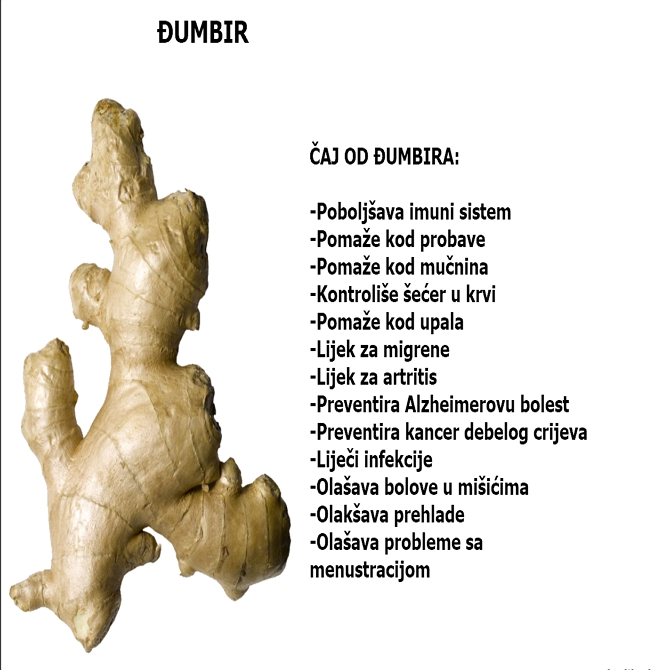 ĐUMBIR
ČAJ OD ĐUMBIRA:
-Poboljšava imuni sistem
-Pomaže kod probave
-Pomaže kod mučnina
-Kontroliše šećer u krvi
-Pomaže kod upala
-Lijek za migrene
-Lijek za artritis
-Preventira Alzheimerovu bolest
-Preventira kancer debelog crijeva
-Liječi infekcije
-Olašava bolove u mišićima
-Olakšava prehlade
-Olašava probleme sa
menustracijom